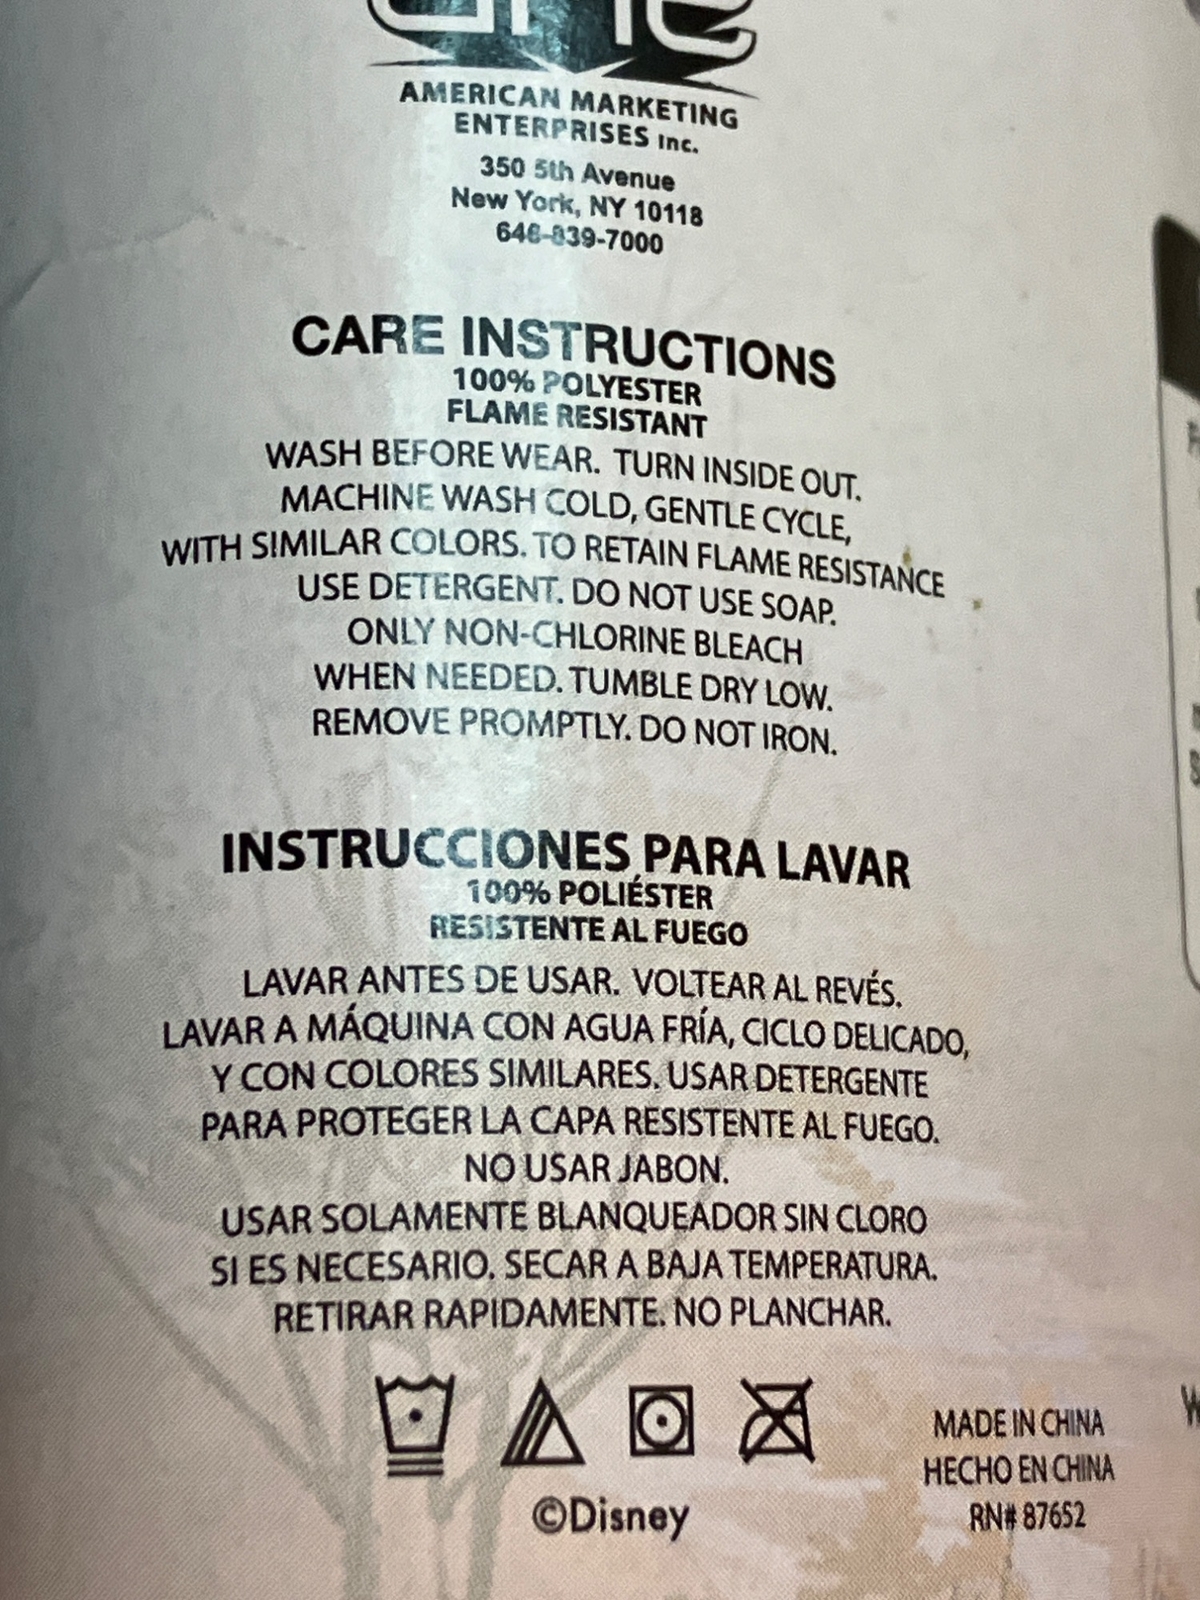 AMERICAN MARKETING
ENTERPRISES Inc.
350 5th Avenue
New York, NY 10118
646-839-7000
CARE INSTRUCTIONS
100% POLYESTER
FLAME RESISTANT
WASH BEFORE WEAR. TURN INSIDE OUT.
MACHINE WASH COLD, GENTLE CYCLE,
WITH SIMILAR COLORS. TO RETAIN FLAME RESISTANCE
USE DETERGENT. DO NOT USE SOAP.
ONLY NON-CHLORINE BLEACH
WHEN NEEDED. TUMBLE DRY LOW.
REMOVE PROMPTLY. DO NOT IRON.
INSTRUCCIONES PARA LAVAR
100% POLIÉSTER
RESISTENTE AL FUEGO
LAVAR ANTES DE USAR. VOLTEAR AL REVÉS.
LAVAR A MÁQUINA CON AGUA FRÍA, CICLO DELICADO,
Y CON COLORES SIMILARES. USAR DETERGENTE
PARA PROTEGER LA CAPA RESISTENTE AL FUEGO.
NO USAR JABON.
USAR SOLAMENTE BLANQUEADOR SIN CLORO
SI ES NECESARIO. SECAR A BAJA TEMPERATURA.
RETIRAR RAPIDAMENTE. NO PLANCHAR.
©Disney
MADE IN CHINA
HECHO EN CHINA
RN# 87652